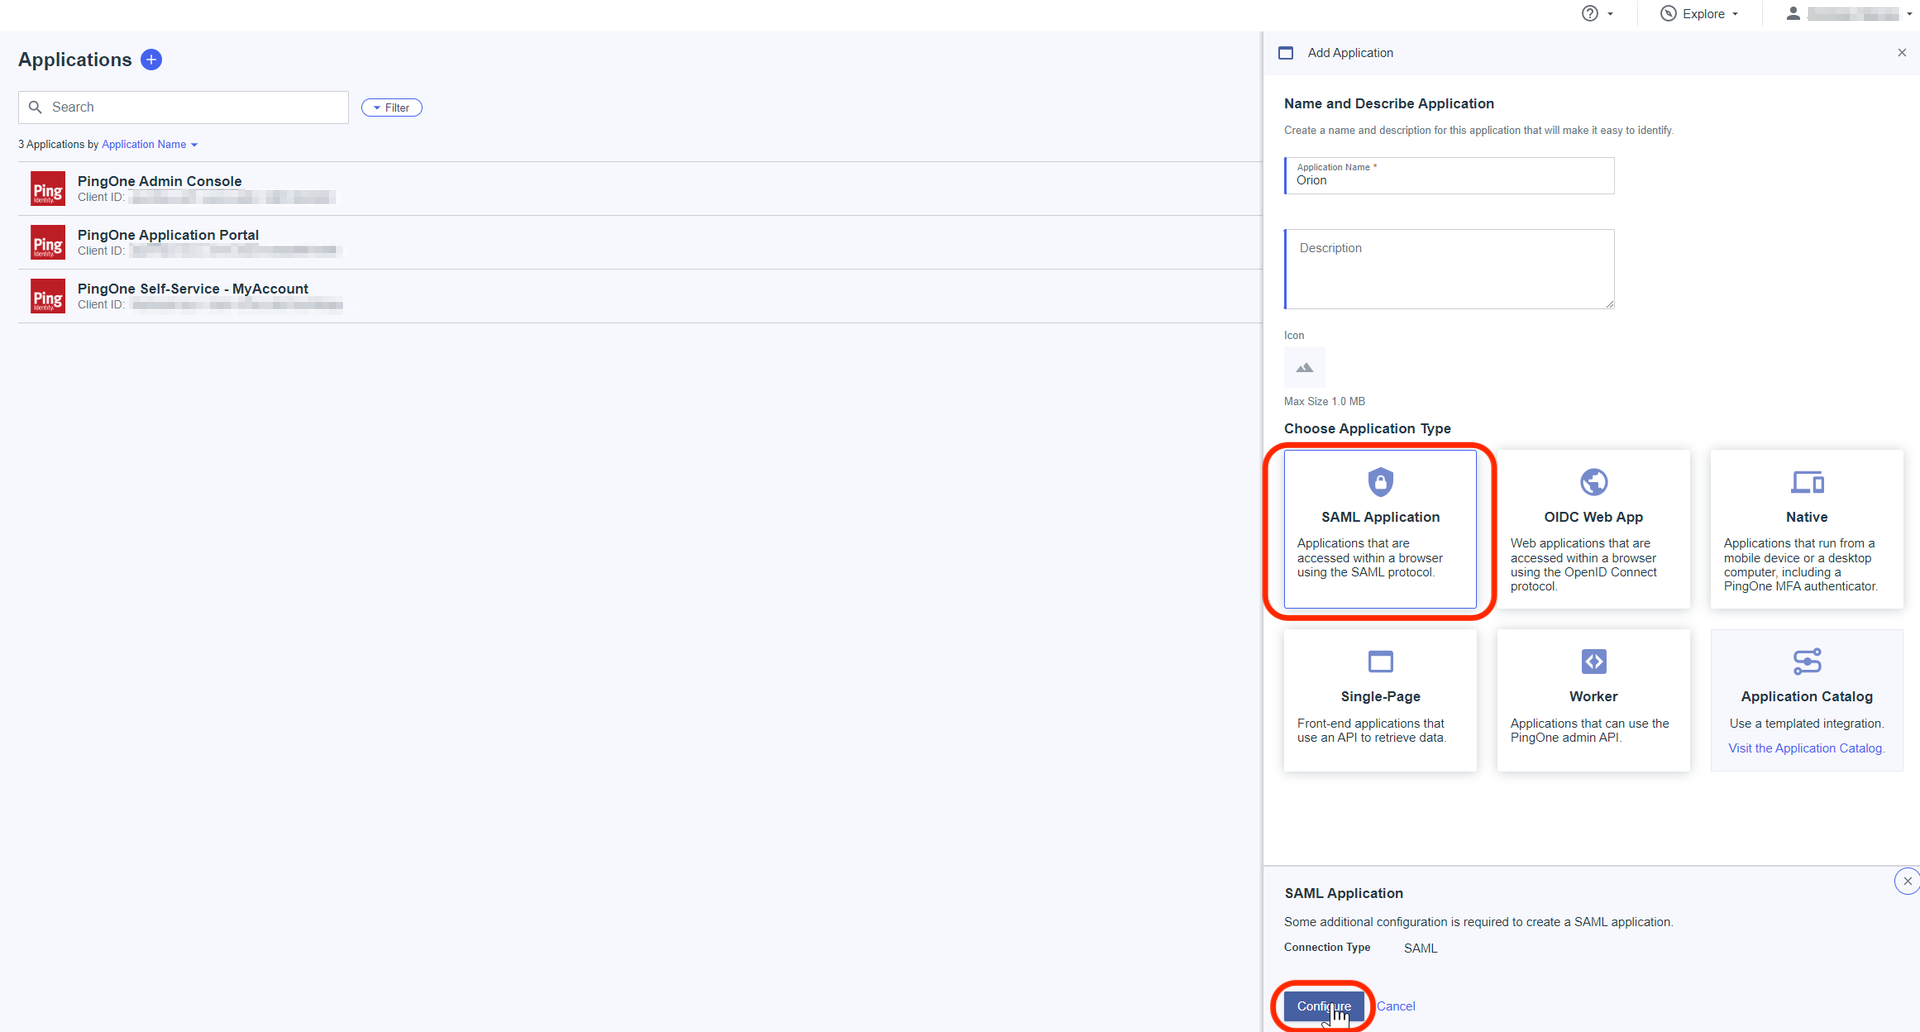 Explore
Applications
Search
Filter
3 Applications by Application Name
Ping
Identity.
PingOne Admin Console
Client ID:
Ping
Identity.
PingOne Application Portal
Client ID:
Ping
Identity.
PingOne Self-Service - MyAccount
Client ID:
Add Application
Name and Describe Application
Create a name and description for this application that will make it easy to identify.
Application Name *
Orion
Description
Icon
Max Size 1.0 MB
Choose Application Type
SAML Application
Applications that are
accessed within a browser
using the SAML protocol.
OIDC Web App
Web applications that are
accessed within a browser
using the OpenID Connect
protocol.
Native
Applications that run from a
mobile device or a desktop
computer, including a
PingOne MFA authenticator.
Single-Page
Front-end applications that
use an API to retrieve data.
Worker
Applications that can use the
PingOne admin API.
Application Catalog
Use a templated integration.
Visit the Application Catalog.
SAML Application
Some additional configuration is required to create a SAML application.
Connection Type SAML
Configure
Cancel